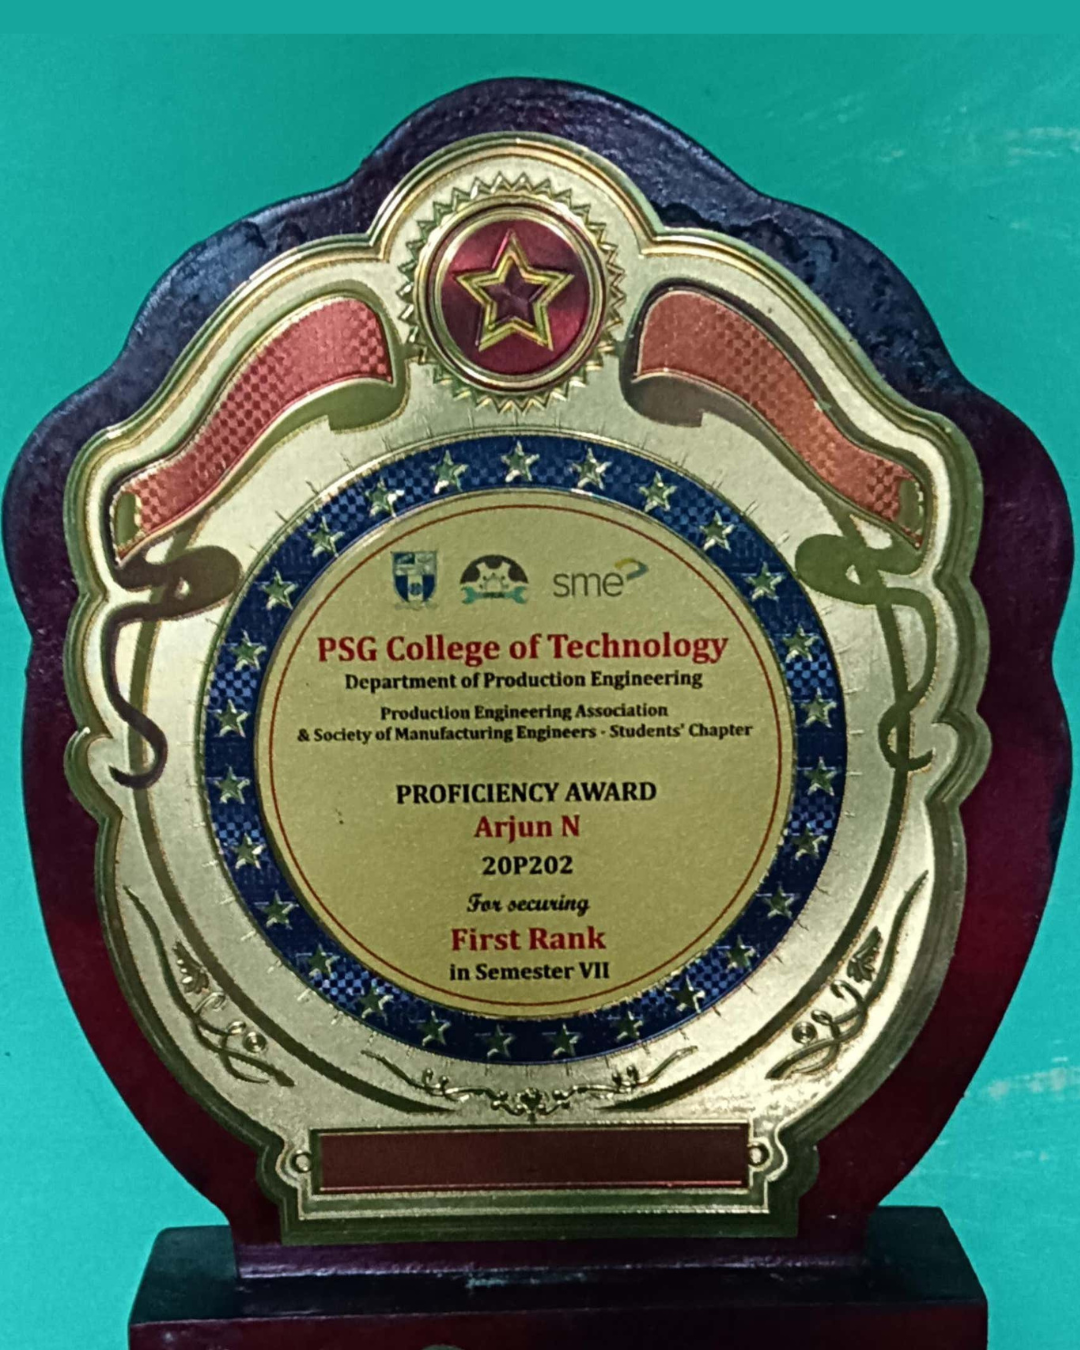 sme
PSG College of Technology
Department of Production Engineering
Production Engineering Association
& Society of Manufacturing Engineers - Students' Chapter
PROFICIENCY AWARD
Arjun N
20P202
For securing
First Rank
in Semester VII